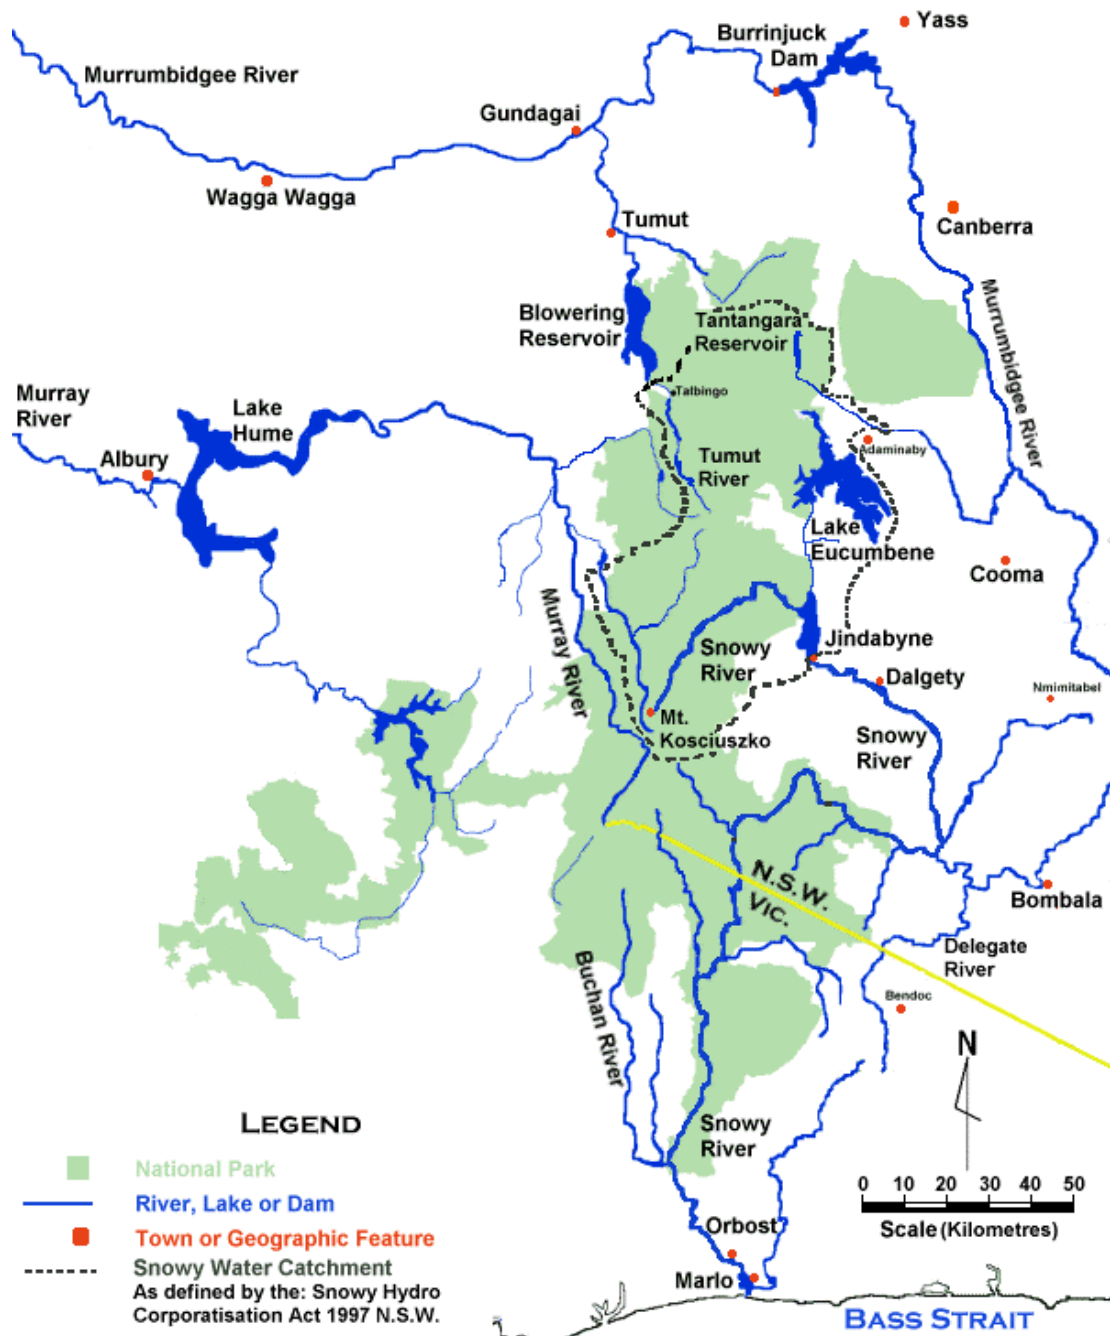 Yass
Burrinjuck
Dam
Murrumbidgee River
Gundagai
Wagga Wagga
Tumut
Canberra
Murrumbidgee River
Blowering
Reservoir
Tantangara
Reservoir
Talbingo
Murray
River
Lake
Hume
Albury
Tumut
River
Adaminaby
Lake
Eucumbene
Cooma
Murray River
Snowy
River
Jindabyne
Dalgety
Nmimitabel
Mt.
Kosciuszko
Snowy
River
N.S.W.
VIC.
Bombala
Delegate
River
Buchan River
Bendoc
N
Snowy
River
LEGEND
National Park
River, Lake or Dam
Town or Geographic Feature
Snowy Water Catchment
As defined by the: Snowy Hydro
Corporatisation Act 1997 N.S.W.
0 10 20 30 40 50
Scale (Kilometres)
Orbost
Marlo
BASS STRAIT